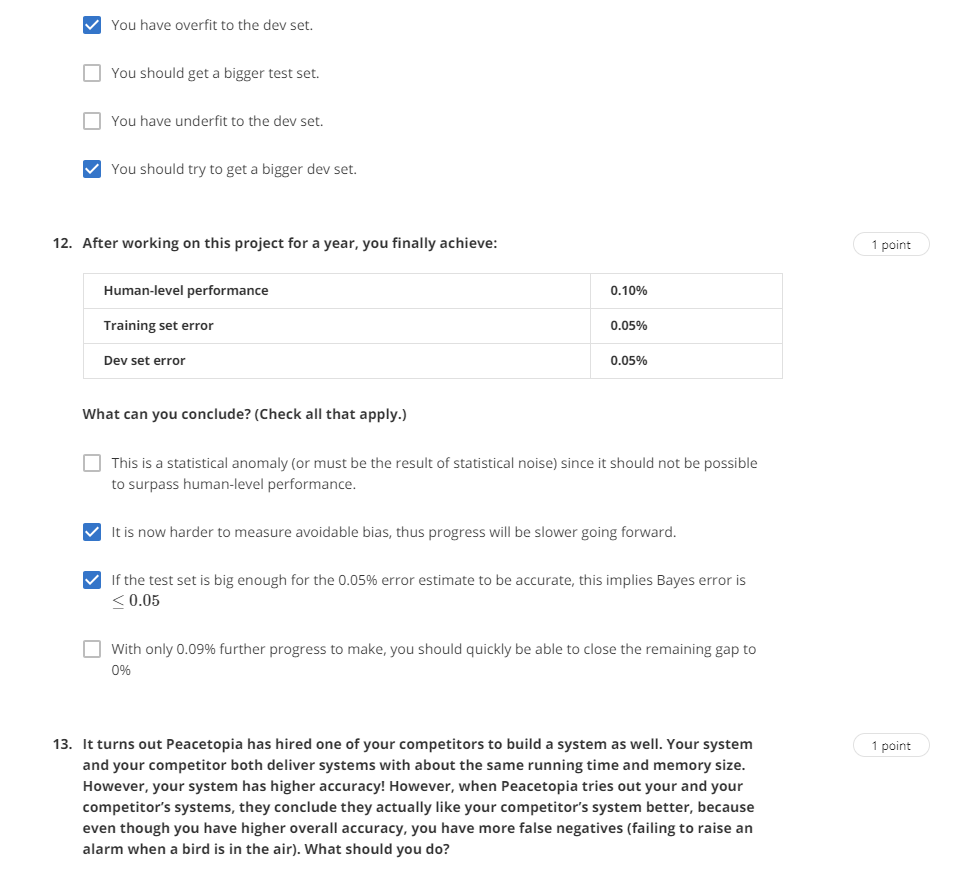 You have overfit to the dev set.
You should get a bigger test set.
You have underfit to the dev set.
You should try to get a bigger dev set.
12. After working on this project for a year, you finally achieve:
1 point
Human-level performance 0.10%
Training set error 0.05%
Dev set error 0.05%
What can you conclude? (Check all that apply.)
This is a statistical anomaly (or must be the result of statistical noise) since it should not be possible
to surpass human-level performance.
It is now harder to measure avoidable bias, thus progress will be slower going forward.
If the test set is big enough for the 0.05% error estimate to be accurate, this implies Bayes error is
≤ 0.05
With only 0.09% further progress to make, you should quickly be able to close the remaining gap to
0%
13. It turns out Peacetopia has hired one of your competitors to build a system as well. Your system
1 point
and your competitor both deliver systems with about the same running time and memory size.
However, your system has higher accuracy! However, when Peacetopia tries out your and your
competitor's systems, they conclude they actually like your competitor's system better, because
even though you have higher overall accuracy, you have more false negatives (failing to raise an
alarm when a bird is in the air). What should you do?